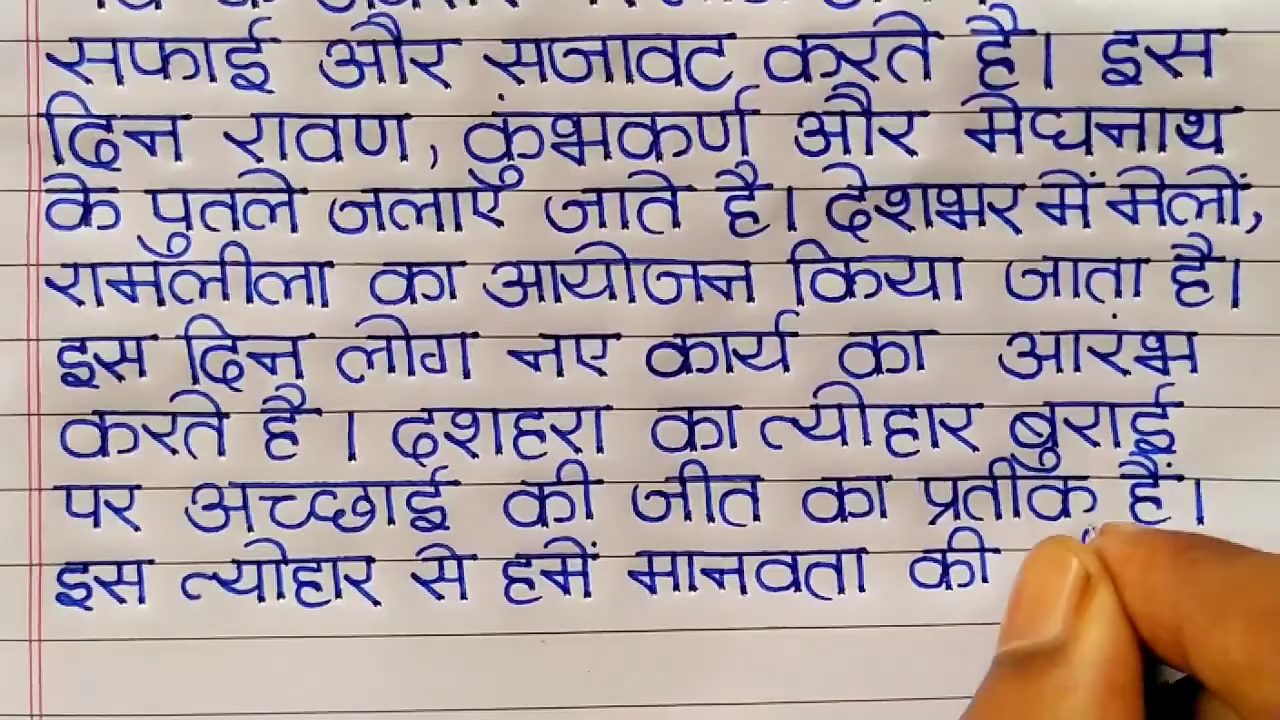 सफाई और सजावट करते है। इस
दिन रावण, कुंभकर्ण और मेघनाथ
के पुतले जलाएँ जाते है। देशभर में मेलों,
रामलीला का आयोजन किया जाता है।
इस दिन लोग नए कार्य का आरंभ
करते है। दशहरा का त्योहार बुराई
पर अच्छाई की जीत का प्रतीक हैं।
इस त्योहार से हमें मानवता की